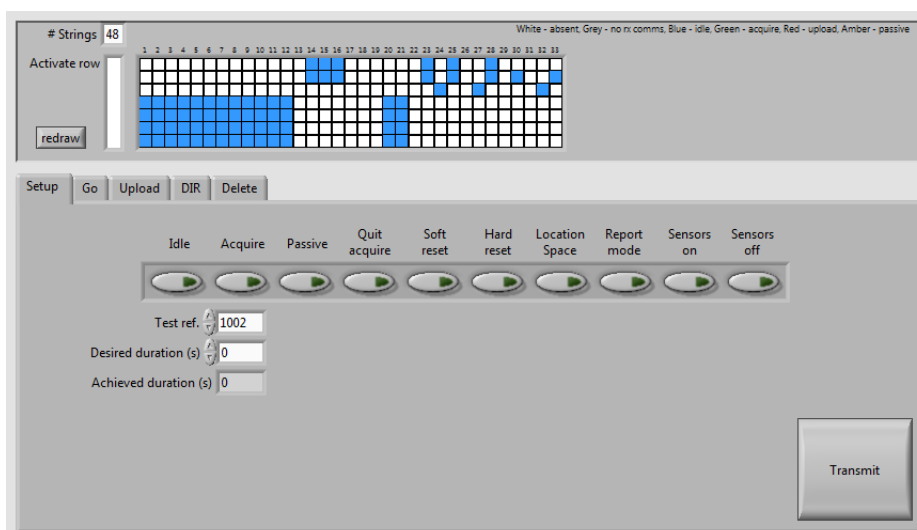 # Strings 48
White - absent, Grey - no rx comms, Blue - idle, Green - acquire, Red - upload, Amber - passive
1 2 3 4 5 6 7 8 9 10 11 12 13 14 15 16 17 18 19 20 21 22 23 24 25 26 27 28 29 30 31 32 33
Activate row
redraw
Setup Go Upload DIR Delete
Idle Acquire Passive Quit acquire Soft reset Hard reset Location Space Report mode Sensors on Sensors off
Test ref. 1002
Desired duration (s) 0
Achieved duration (s) 0
Transmit